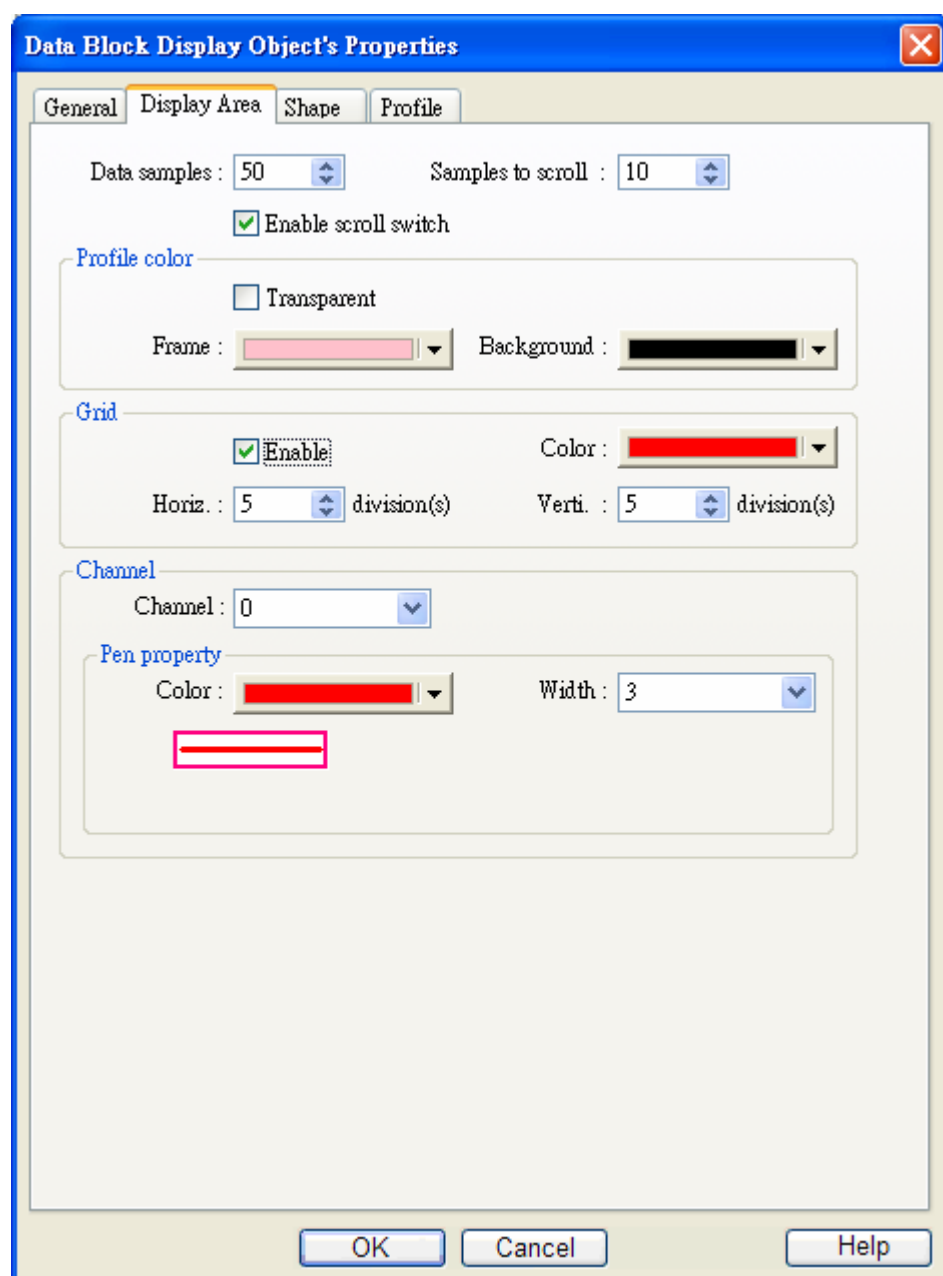 Data Block Display Object's Properties
General Display Area Shape Profile
Data samples : 50 Samples to scroll : 10
Enable scroll switch
Profile color
Transparent
Frame : Background :
Grid
Enable Color :
Horiz. : 5 division(s) Verti. : 5 division(s)
Channel
Channel : 0
Pen property
Color : Width : 3
OK Cancel Help